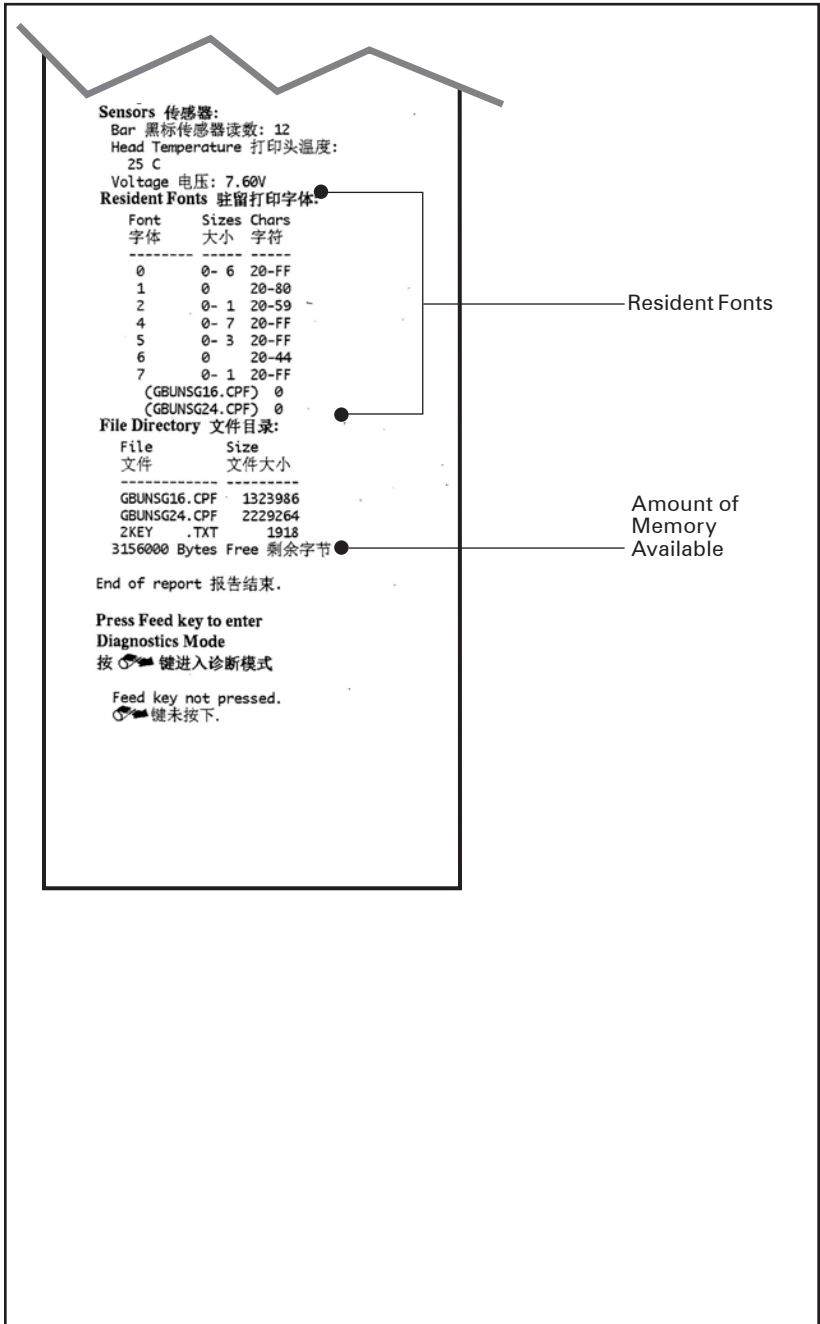 Sensors 传感器:
Bar 黑标传感器读数: 12
Head Temperature 打印头温度:
25 C
Voltage 电压: 7.60V
Resident Fonts 驻留打印字体:
Font Sizes Chars
字体 大小 字符
-------- ----- -----
0 0- 6 20-FF
1 0 20-80
2 0- 1 20-59
4 0- 7 20-FF
5 0- 3 20-FF
6 0 20-44
7 0- 1 20-FF
(GBUNSG16.CPF) 0
(GBUNSG24.CPF) 0
File Directory 文件目录:
File Size
文件 文件大小
------------ ---------
GBUNSG16.CPF 1323986
GBUNSG24.CPF 2229264
2KEY .TXT 1918
3156000 Bytes Free 剩余字节
End of report 报告结束.
Press Feed key to enter
Diagnostics Mode
按 键进入诊断模式
Feed key not pressed.
键未按下.
Resident Fonts
Amount of
Memory
Available